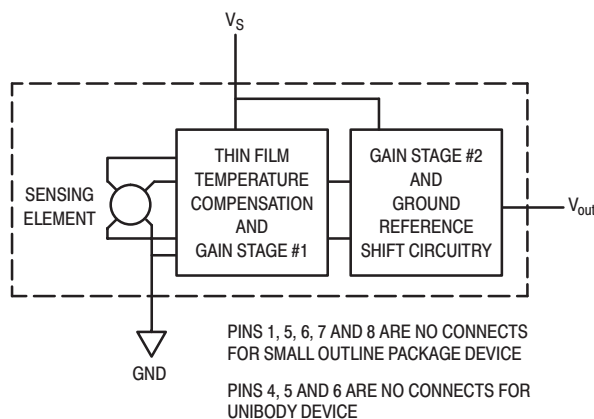 VS
SENSING
ELEMENT
THIN FILM
TEMPERATURE
COMPENSATION
AND
GAIN STAGE #1
GAIN STAGE #2
AND
GROUND
REFERENCE
SHIFT CIRCUITRY
Vout
GND
PINS 1, 5, 6, 7 AND 8 ARE NO CONNECTS
FOR SMALL OUTLINE PACKAGE DEVICE
PINS 4, 5 AND 6 ARE NO CONNECTS FOR
UNIBODY DEVICE